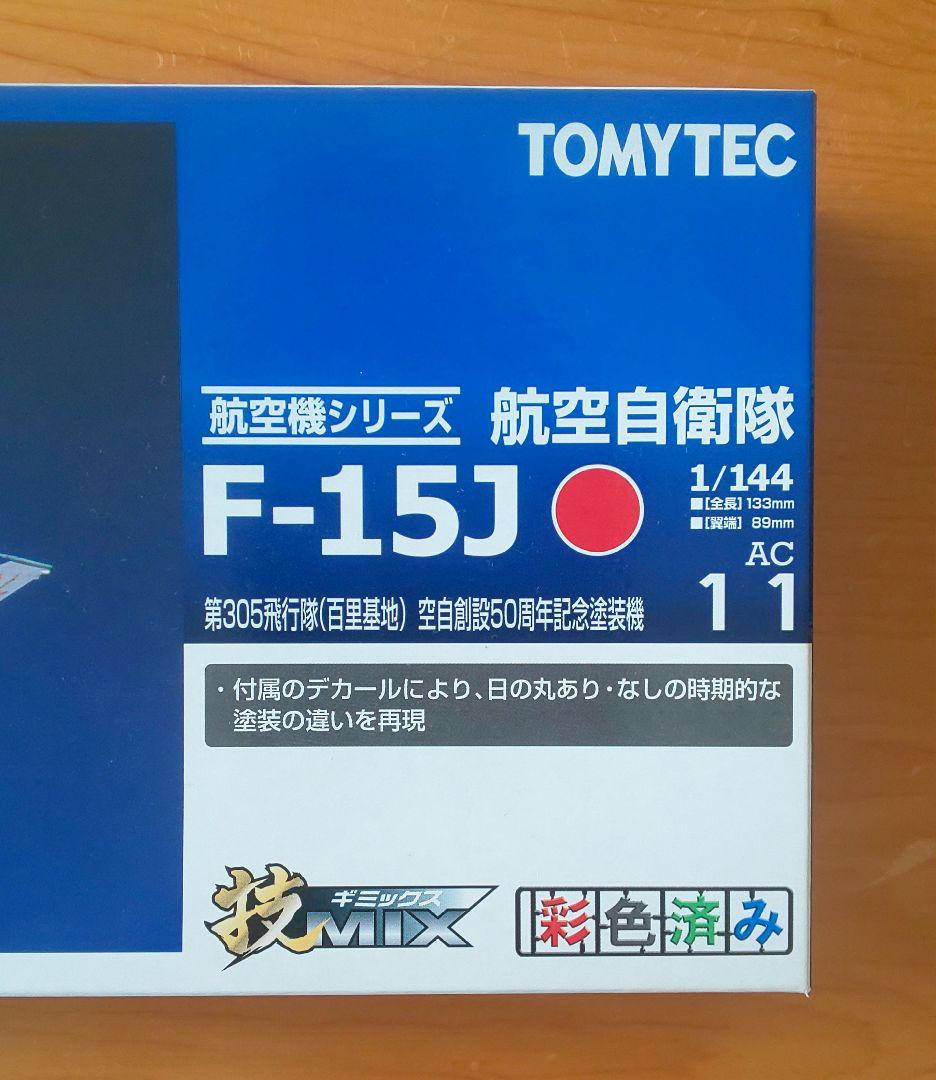 TOMYTEC
航空機シリーズ 航空自衛隊
F-15J
1/144
■[全長] 133mm
■[翼端] 89mm
AC
11
第305飛行隊(百里基地) 空自創設50周年記念塗装機
・付属のデカールにより、日の丸あり・なしの時期的な
塗装の違いを再現
技MIX ギミックス
彩色済み